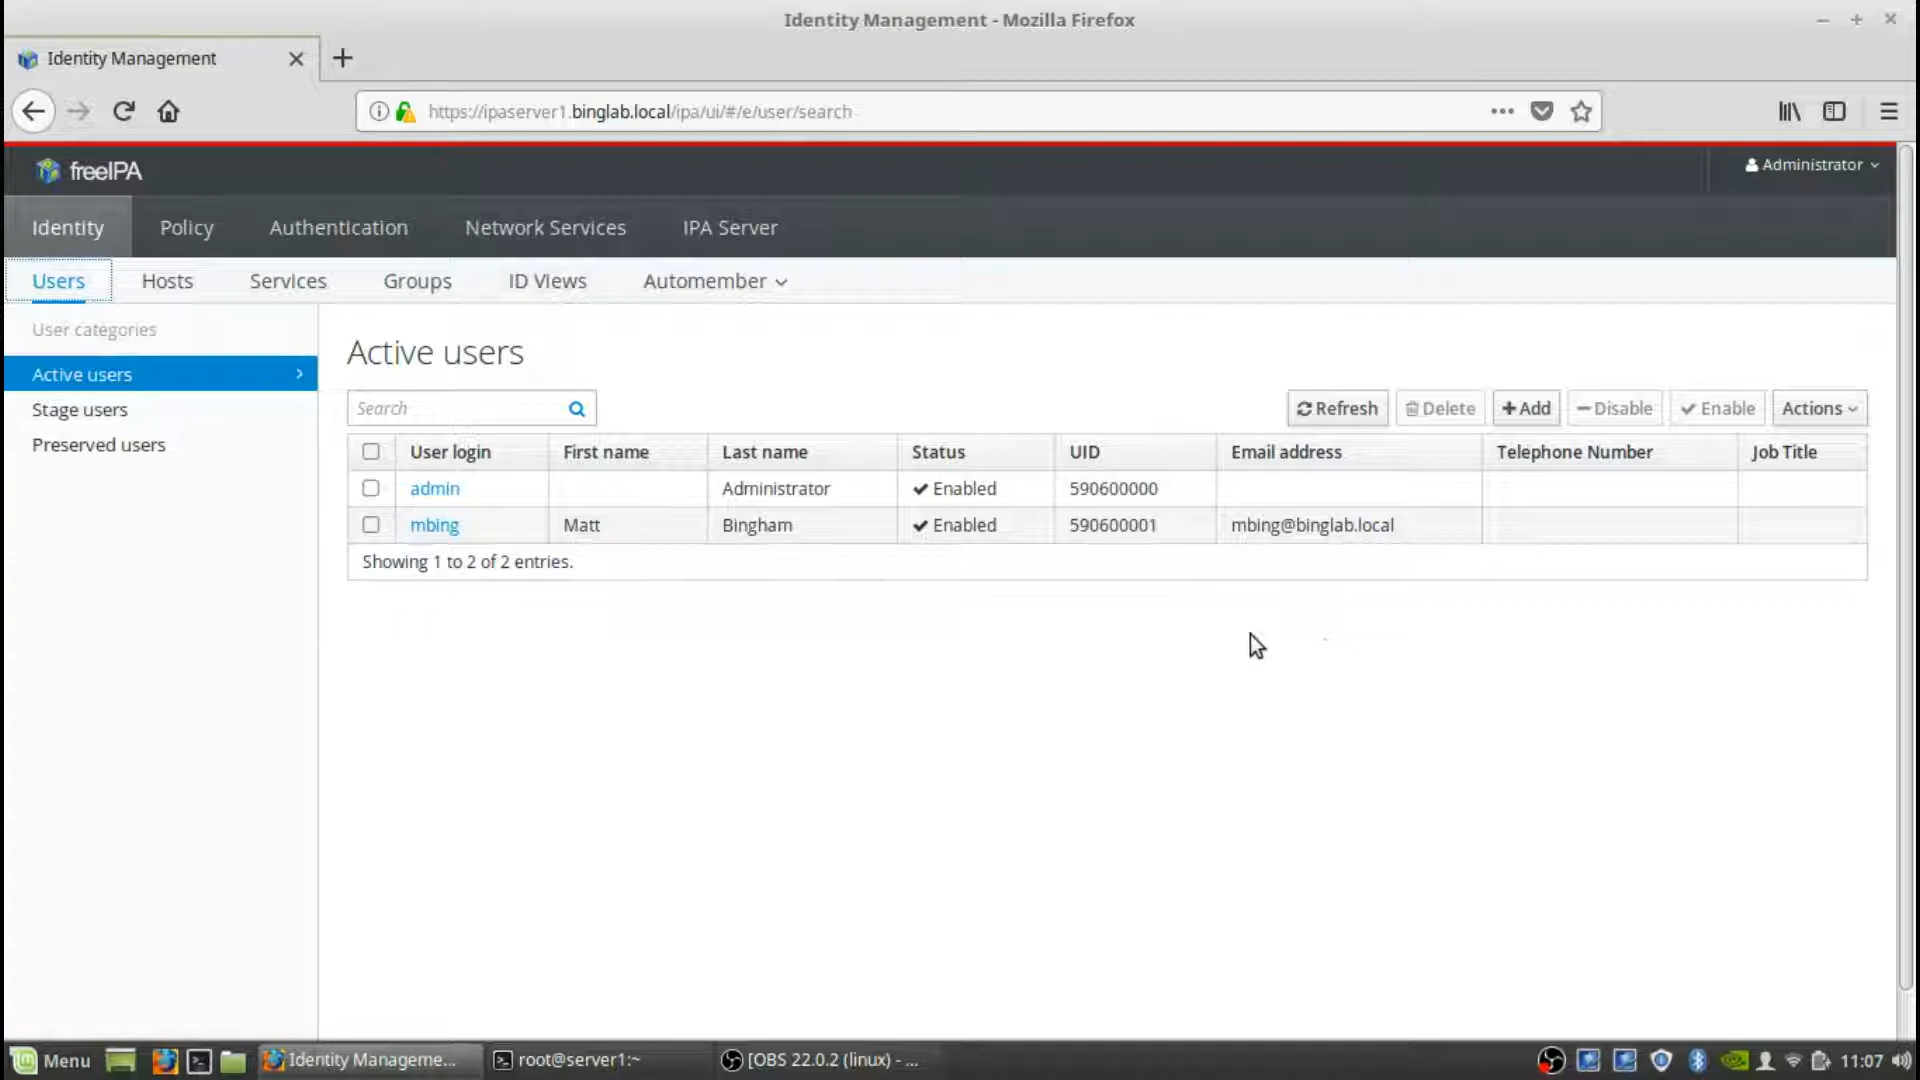 Identity Management - Mozilla Firefox
Identity Management
https://ipaserver1.binglab.local/ipa/ui/#/e/user/search
freeIPA
Administrator
Identity Policy Authentication Network Services IPA Server
Users Hosts Services Groups ID Views Automember
User categories
Active users
Stage users
Preserved users
Active users
Search
Refresh Delete Add Disable Enable Actions
User login First name Last name Status UID Email address Telephone Number Job Title
admin Administrator Enabled 590600000
mbing Matt Bingham Enabled 590600001 mbing@binglab.local
Showing 1 to 2 of 2 entries.
Menu Identity Manageme... root@server1:~ [OBS 22.0.2 (linux) - ... 11:07